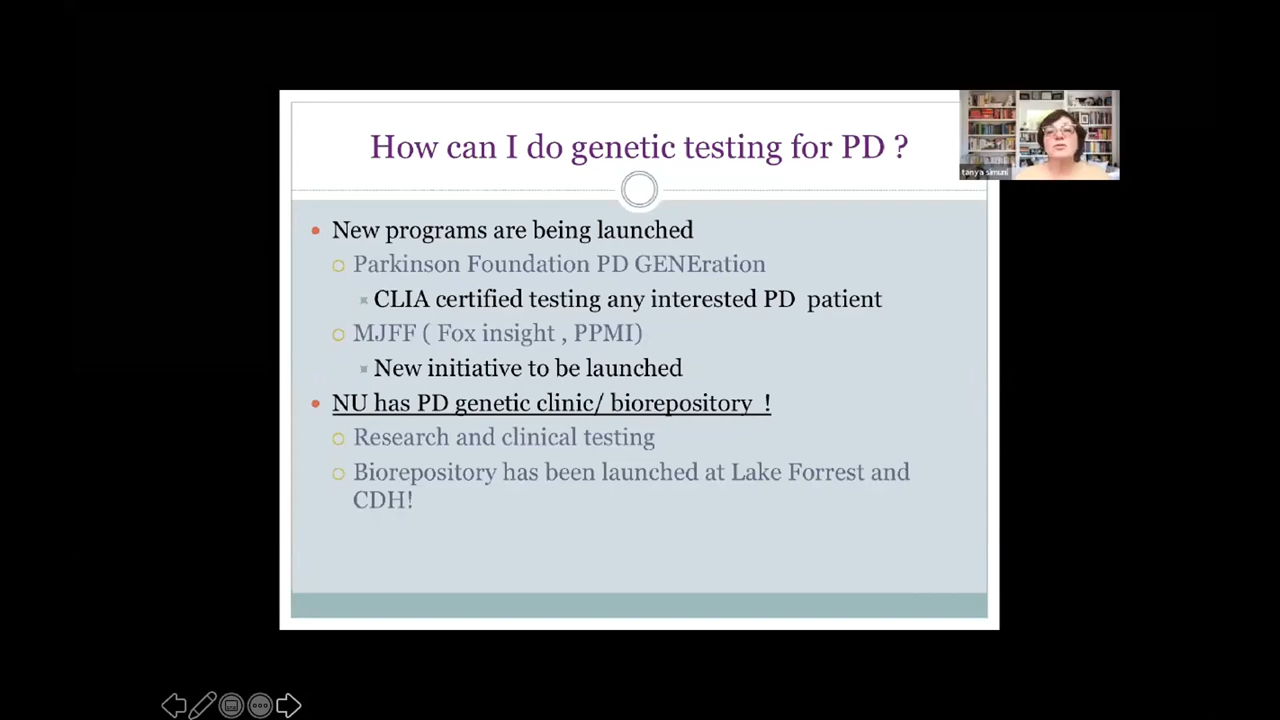 How can I do genetic testing for PD ?
tanya simuni
New programs are being launched
Parkinson Foundation PD GENEration
CLIA certified testing any interested PD patient
MJFF ( Fox insight , PPMI)
New initiative to be launched
NU has PD genetic clinic/ biorepository !
Research and clinical testing
Biorepository has been launched at Lake Forrest and
CDH!